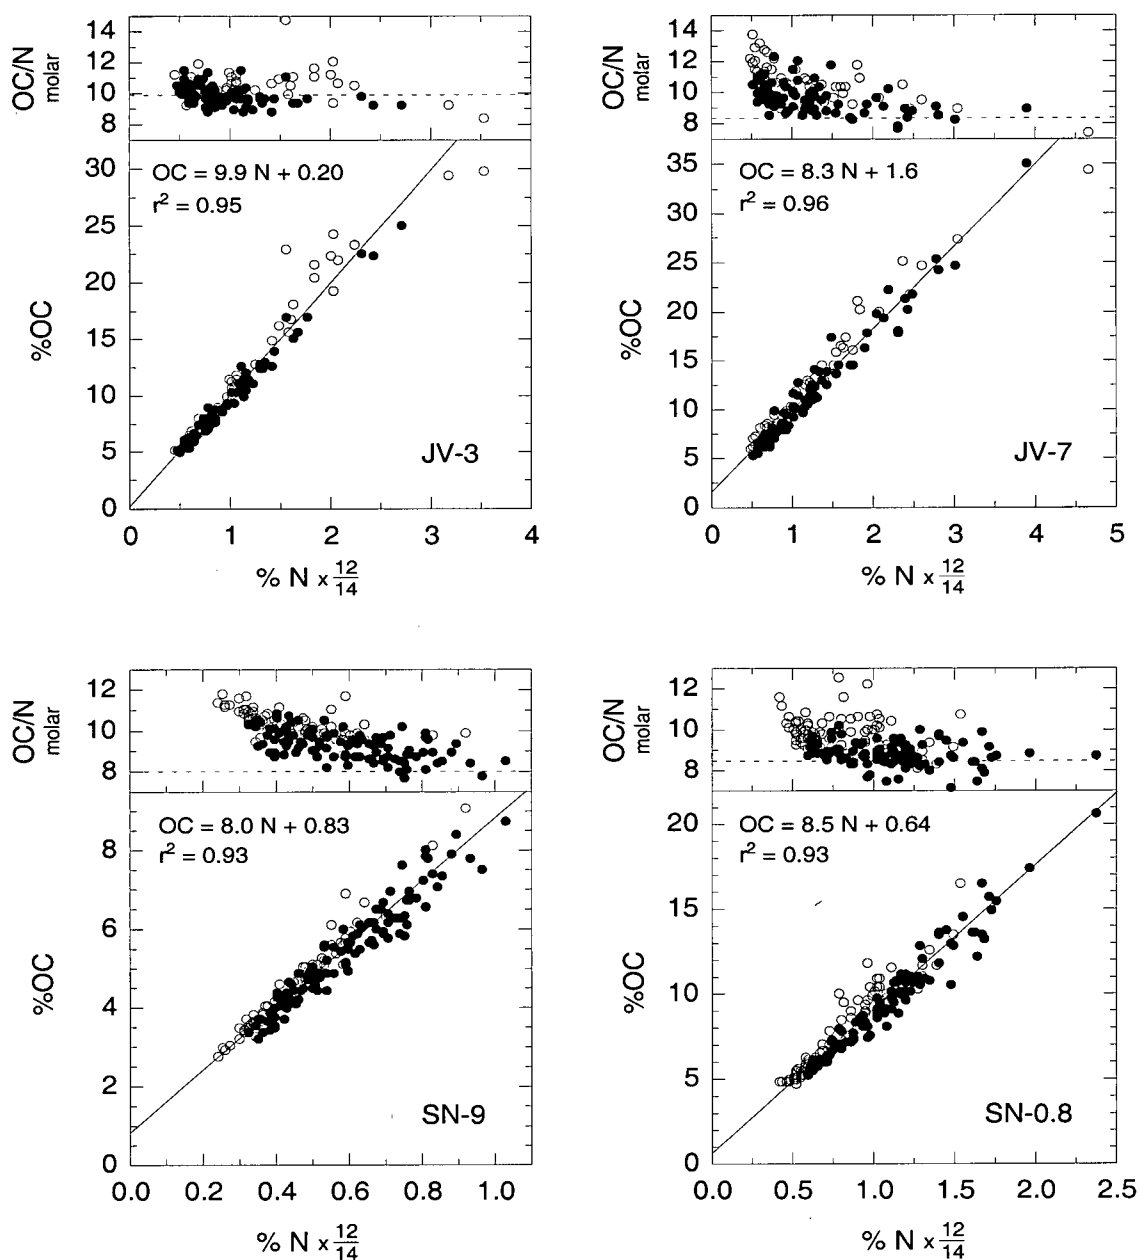 OC/N
molar
14
12
10
8
30
25
20
15
10
5
0
%OC
OC = 9.9 N + 0.20
r² = 0.95
JV-3
0 1 2 3 4
% N x 12/14
OC/N
molar
14
12
10
8
35
30
25
20
15
10
5
0
%OC
OC = 8.3 N + 1.6
r² = 0.96
JV-7
0 1 2 3 4 5
% N x 12/14
OC/N
molar
12
10
8
8
6
4
2
0
%OC
OC = 8.0 N + 0.83
r² = 0.93
SN-9
0.0 0.2 0.4 0.6 0.8 1.0
% N x 12/14
OC/N
molar
12
10
8
20
15
10
5
0
%OC
OC = 8.5 N + 0.64
r² = 0.93
SN-0.8
0.0 0.5 1.0 1.5 2.0 2.5
% N x 12/14